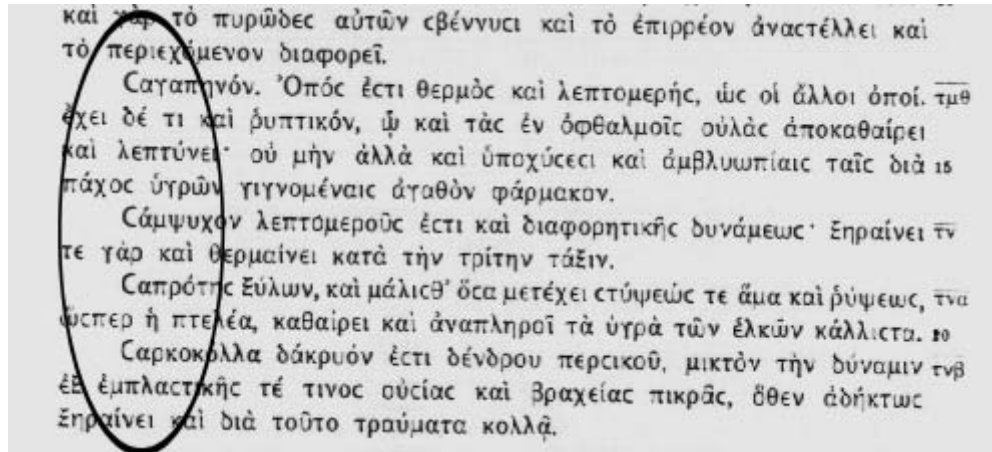 καὶ γὰρ τὸ πυρῶδες αὐτῶν ϲβέννυϲι καὶ τὸ ἐπιρρέον ἀναϲτέλλει καὶ
τὸ περιεχόμενον διαφορεῖ.
Ϲαγαπηνόν. Ὀπόϲ ἐϲτι θερμὸϲ καὶ λεπτομερήϲ, ὡϲ οἱ ἄλλοι ὀποί. τμθ
ἔχει δέ τι καὶ ῥυπτικόν, ᾧ καὶ τὰϲ ἐν ὀφθαλμοῖϲ οὐλὰϲ ἀποκαθαίρει
καὶ λεπτύνει· οὐ μὴν ἀλλὰ καὶ ὑποχύϲεϲι καὶ ἀμβλυωπίαιϲ ταῖϲ διὰ 15
πάχοϲ ὑγρῶν γιγνομέναιϲ ἀγαθὸν φάρμακον.
Ϲάμψυχον λεπτομεροῦϲ ἐϲτι καὶ διαφορητικῆϲ δυνάμεωϲ· ξηραίνει τν
τε γὰρ καὶ θερμαίνει κατὰ τὴν τρίτην τάξιν.
Ϲαπρότηϲ ξύλων, καὶ μάλιϲθ' ὅϲα μετέχει ϲτύψεώϲ τε ἅμα καὶ ῥύψεωϲ, τνα
ὥϲπερ ἡ πτελέα, καθαίρει καὶ ἀναπληροῖ τὰ ὑγρὰ τῶν ἑλκῶν κάλλιϲτα. 20
Ϲαρκοκόλλα δάκρυόν ἐϲτι δένδρου περϲικοῦ, μικτὸν τὴν δύναμιν τνβ
ἐξ ἐμπλαϲτικῆϲ τέ τινοϲ οὐϲίαϲ καὶ βραχείαϲ πικρᾶϲ, ὅθεν ἀδήκτωϲ
ξηραίνει καὶ διὰ τοῦτο τραύματα κολλᾷ.